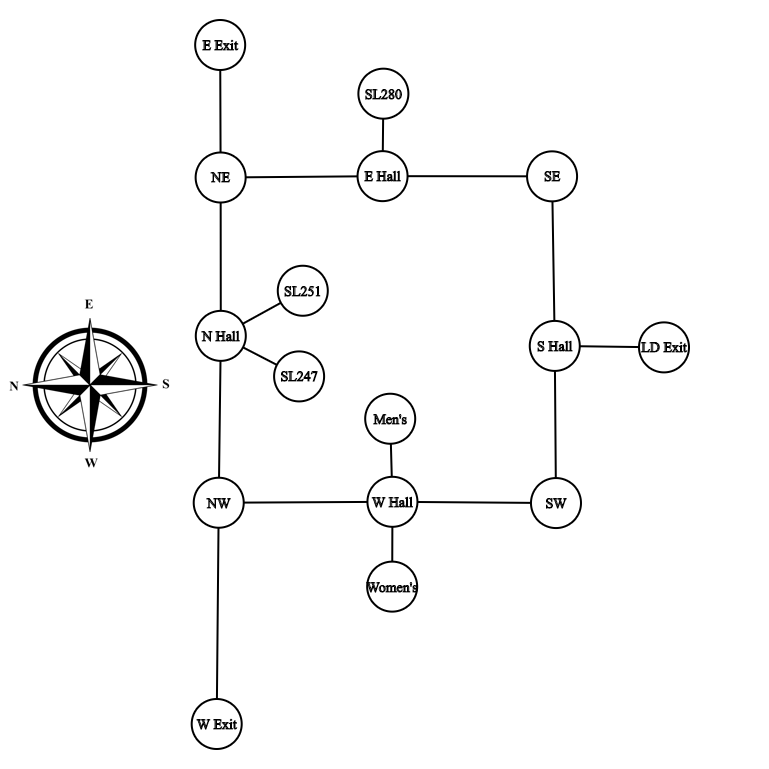 E Exit
SL280
NE
E Hall
SE
SL251
E
N Hall
S Hall
LD Exit
SL247
N
S
Men's
W
NW
W Hall
SW
Women's
W Exit